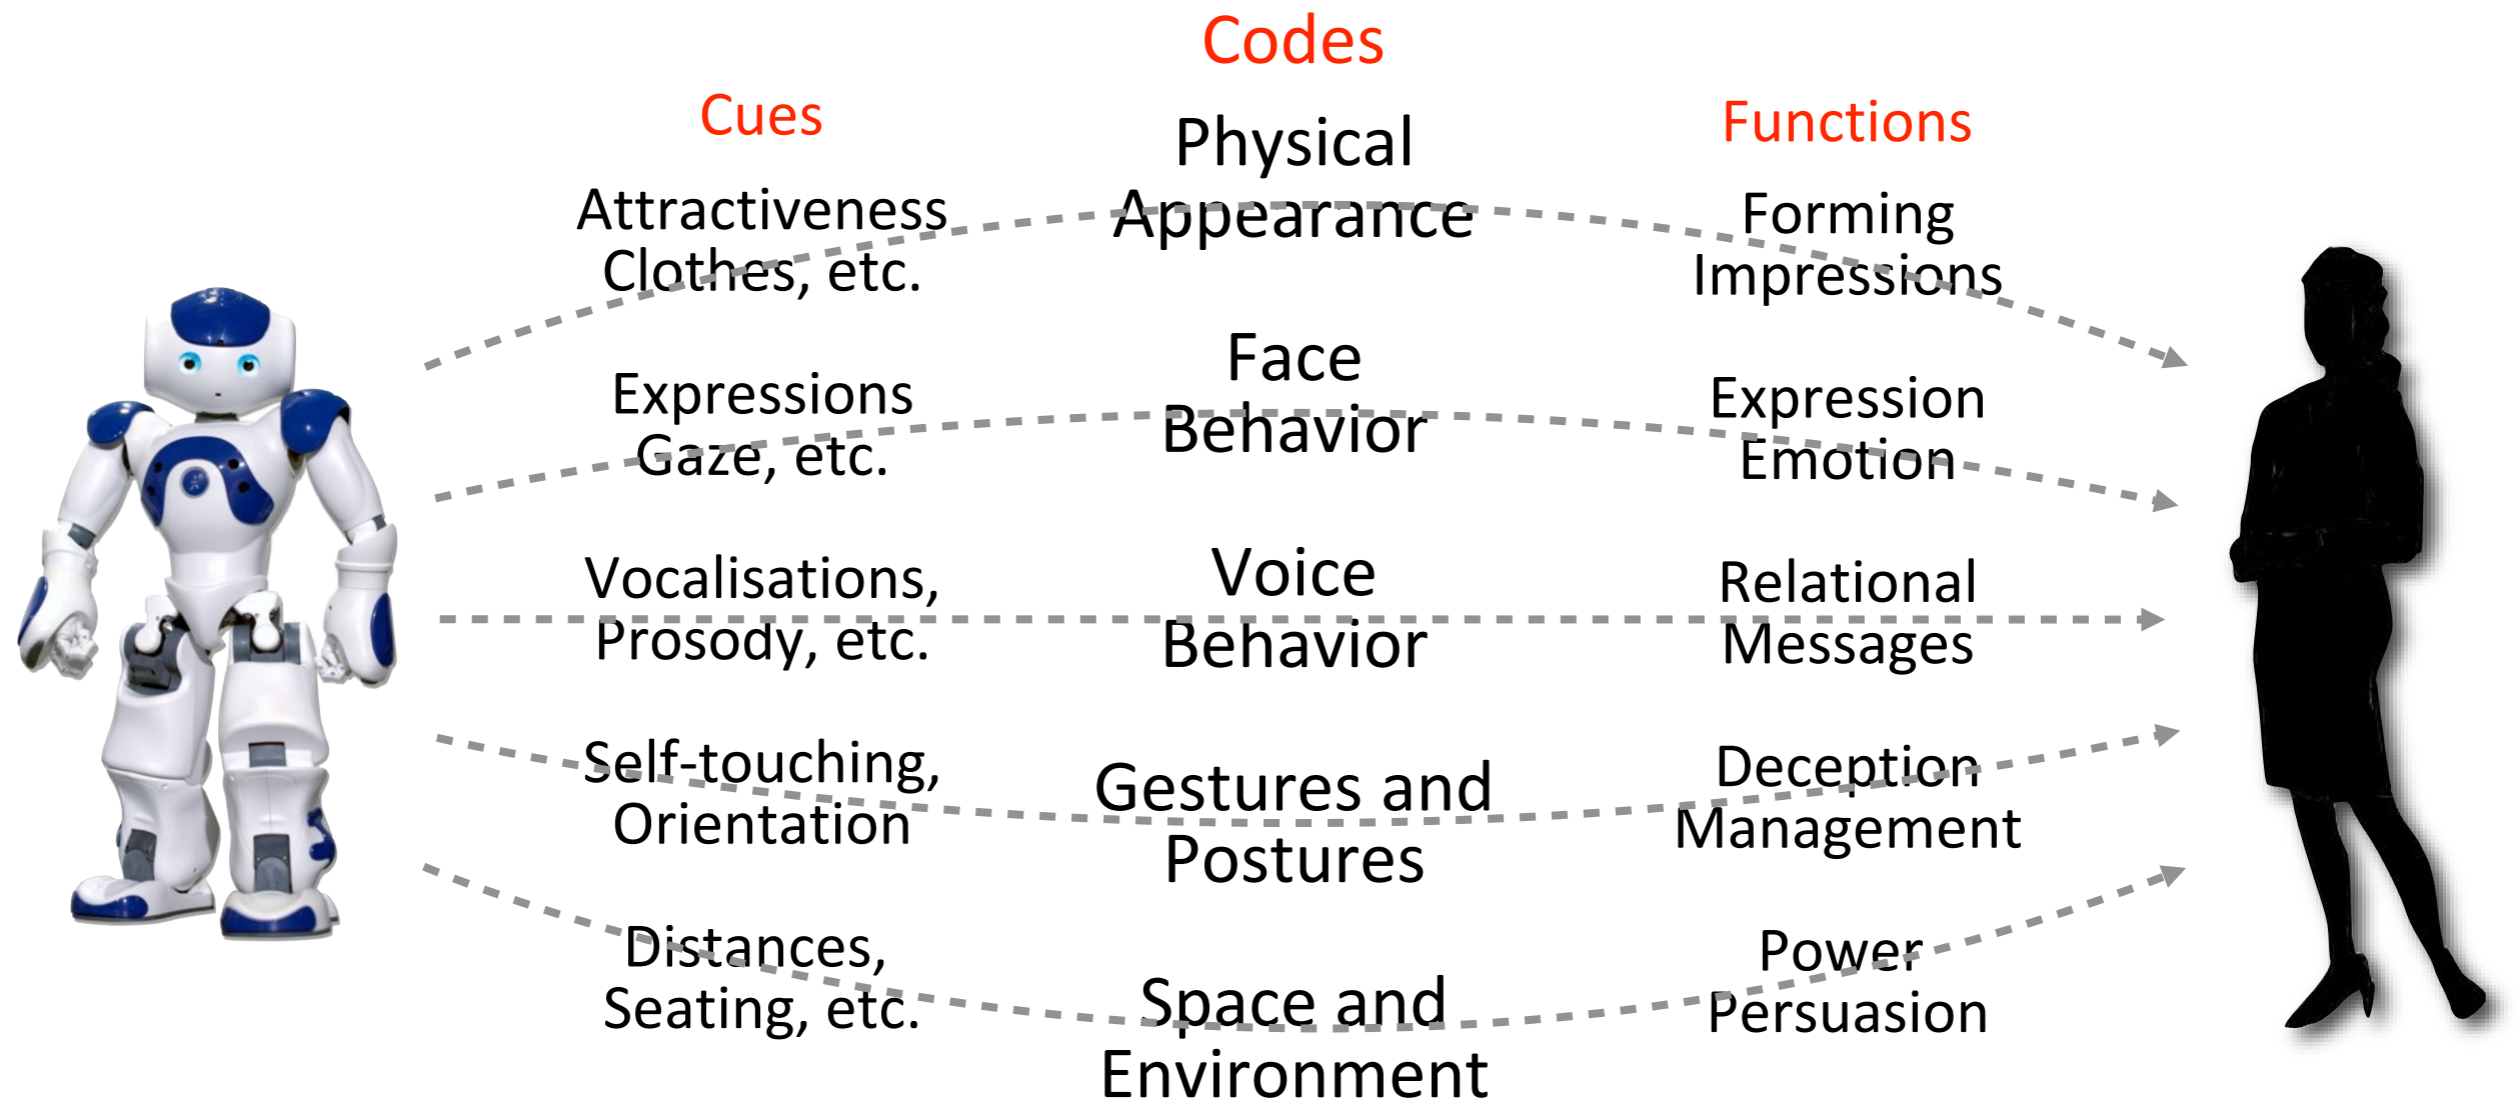 Codes
Cues
Functions
Physical
Appearance
Attractiveness
Clothes, etc.
Forming
Impressions
Face
Behavior
Expressions
Gaze, etc.
Expression
Emotion
Voice
Behavior
Vocalisations,
Prosody, etc.
Relational
Messages
Gestures and
Postures
Self-touching,
Orientation
Deception
Management
Space and
Environment
Distances,
Seating, etc.
Power
Persuasion